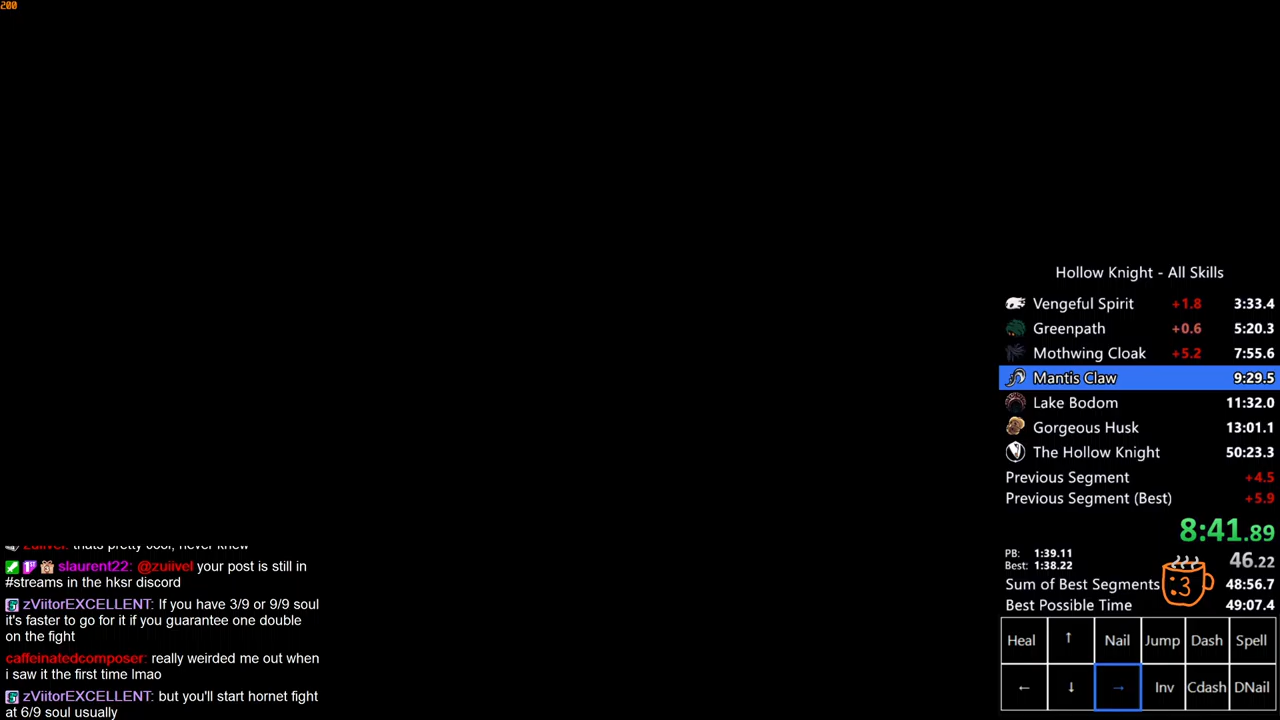 200
Hollow Knight - All Skills
Vengeful Spirit +1.8 3:33.4
Greenpath +0.6 5:20.3
Mothwing Cloak +5.2 7:55.6
Mantis Claw 9:29.5
Lake Bodom 11:32.0
Gorgeous Husk 13:01.1
The Hollow Knight 50:23.3
Previous Segment +4.5
Previous Segment (Best) +5.9
8:41.89
PB: 1:39.11
Best: 1:38.22
46.22
Sum of Best Segments 48:56.7
Best Possible Time 49:07.4
Heal ↑ Nail Jump Dash Spell
← ↓ → Inv Cdash DNail
zuiivel: thats pretty cool, never knew
slaurent22: @zuiivel your post is still in
#streams in the hksr discord
zViitorEXCELLENT: If you have 3/9 or 9/9 soul
it's faster to go for it if you guarantee one double
on the fight
caffeinatedcomposer: really weirded me out when
i saw it the first time lmao
zViitorEXCELLENT: but you'll start hornet fight
at 6/9 soul usually